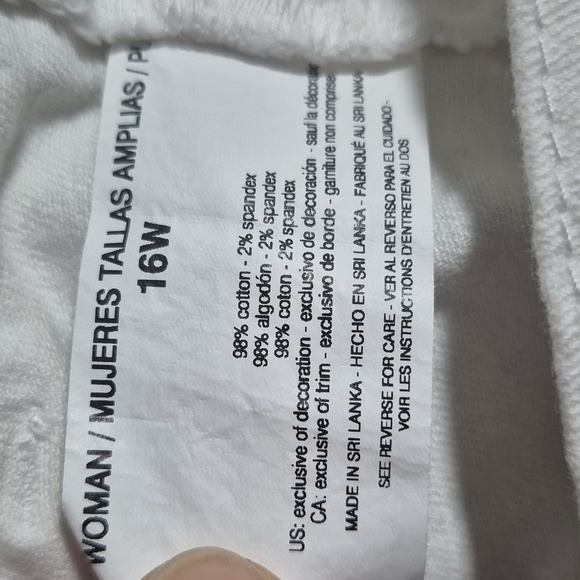 WOMAN / MUJERES TALLAS AMPLIAS /
16W
98% cotton - 2% spandex
98% algodón - 2% spandex
98% coton - 2% spandex
US: exclusive of decoration - exclusivo de decoración - sauf la
CA: exclusive of trim - exclusivo de borde - garniture non comprise
MADE IN SRI LANKA - HECHO EN SRI LANKA - FABRIQUÉ AU SRI LANKA
SEE REVERSE FOR CARE - VER AL REVERSO PARA EL CUIDADO -
VOIR LES INSTRUCTIONS D'ENTRETIEN AU DOS